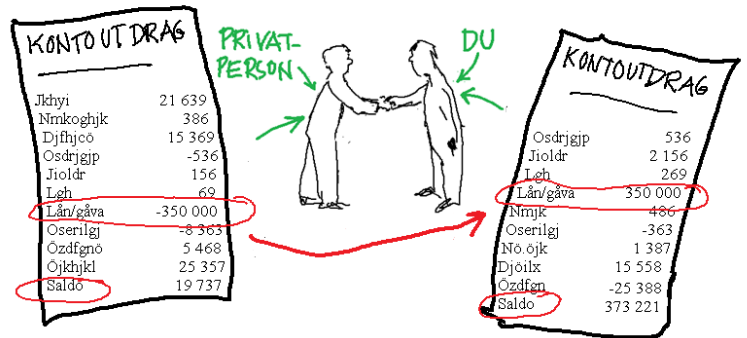 KONTOUTDRAG
Jkhyi 21 639
Nmkoghjk 386
Djfhjcö 15 369
Osdrjgjp -536
Jioldr 156
Lgh 69
Lån/gåva -350 000
Oserilgj -8 363
Özdfgnö 5 468
Öjkhjkl 25 357
Saldo 19 737
PRIVAT-
PERSON
DU
KONTOUTDRAG
Osdrjgjp 536
Jioldr 2 156
Lgh 269
Lån/gåva 350 000
Nmjk 486
Oserilgj -363
Nö.öjk 1 387
Djöilx 15 558
Özdfgn -25 388
Saldo 373 221